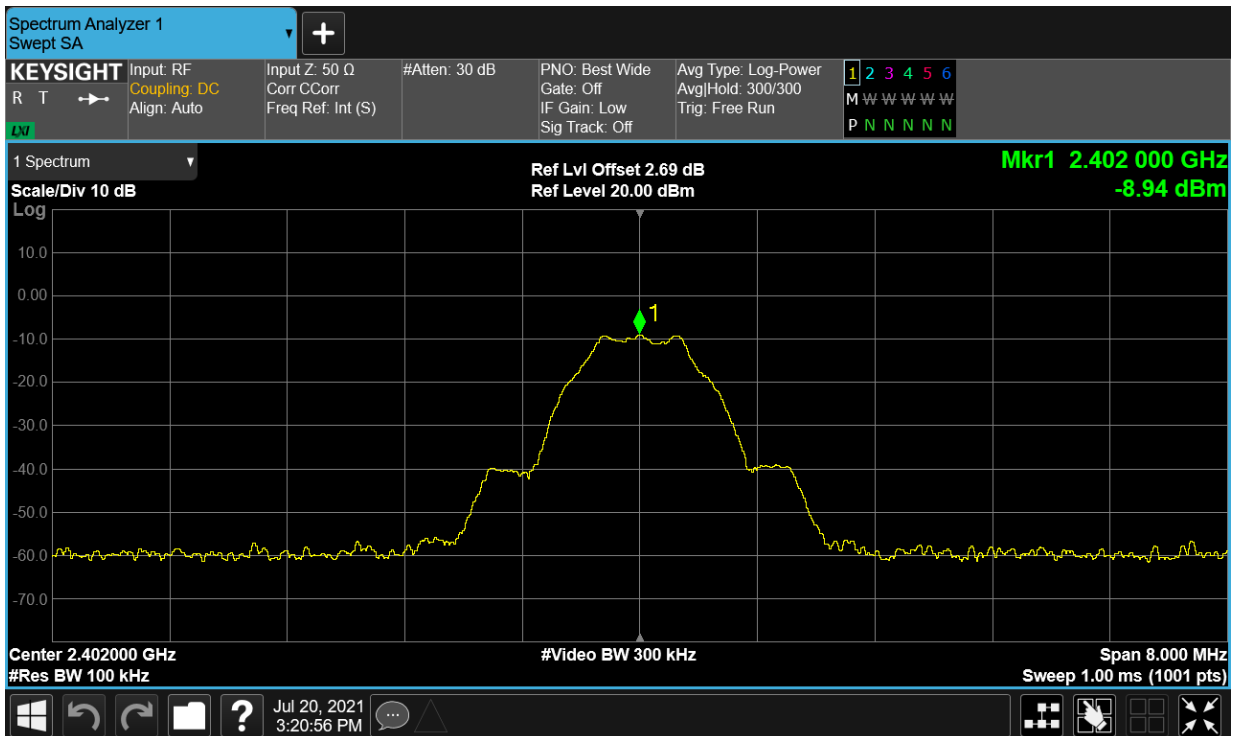 Spectrum Analyzer 1
Swept SA
+
KEYSIGHT
R T
LXI
Input: RF
Coupling: DC
Align: Auto
Input Z: 50 Ω
Corr CCorr
Freq Ref: Int (S)
#Atten: 30 dB
PNO: Best Wide
Gate: Off
IF Gain: Low
Sig Track: Off
Avg Type: Log-Power
Avg|Hold: 300/300
Trig: Free Run
1 2 3 4 5 6
M W W W W W
P N N N N N
1 Spectrum
Scale/Div 10 dB
Log
Ref Lvl Offset 2.69 dB
Ref Level 20.00 dBm
Mkr1 2.402 000 GHz
-8.94 dBm
10.0
0.00
1
-10.0
-20.0
-30.0
-40.0
-50.0
-60.0
-70.0
Center 2.402000 GHz
#Res BW 100 kHz
#Video BW 300 kHz
Span 8.000 MHz
Sweep 1.00 ms (1001 pts)
?
Jul 20, 2021
3:20:56 PM